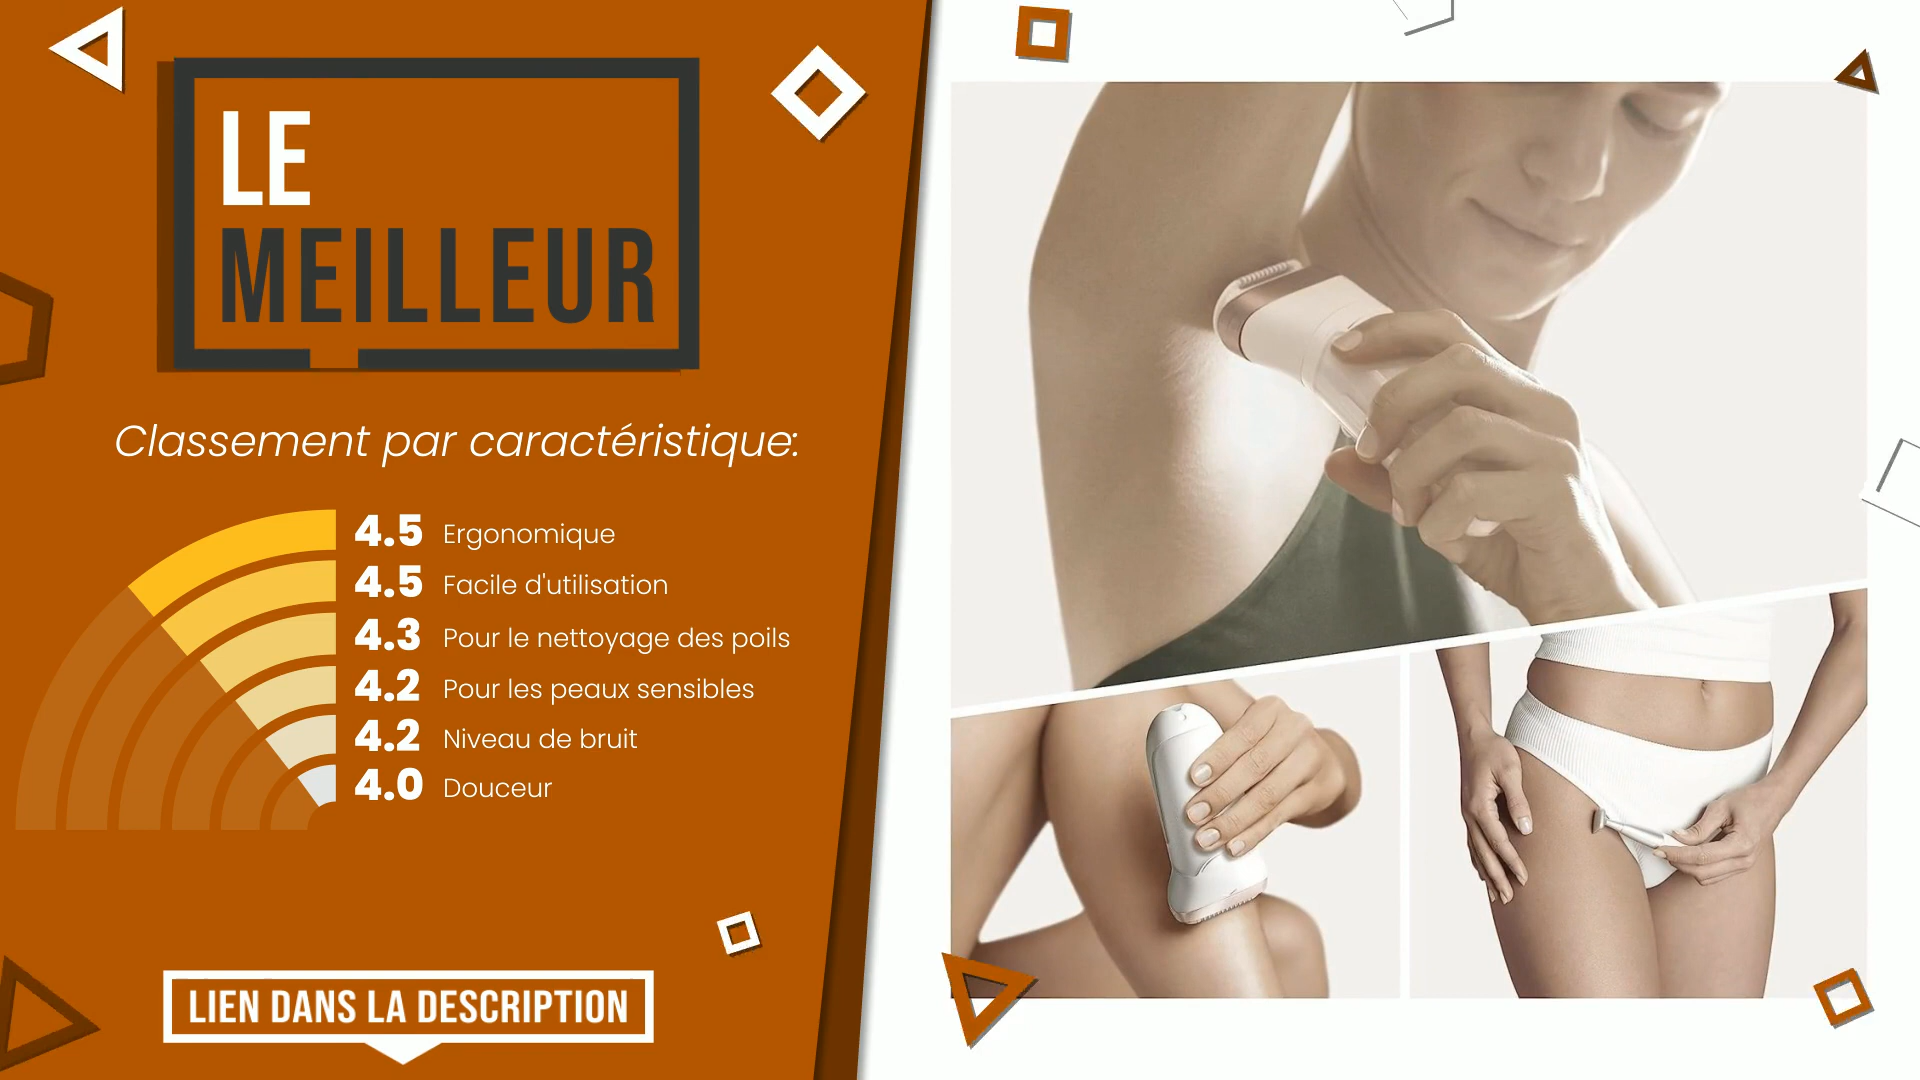 LE
MEILLEUR
Classement par caractéristique:
4.5 Ergonomique
4.5 Facile d'utilisation
4.3 Pour le nettoyage des poils
4.2 Pour les peaux sensibles
4.2 Niveau de bruit
4.0 Douceur
LIEN DANS LA DESCRIPTION